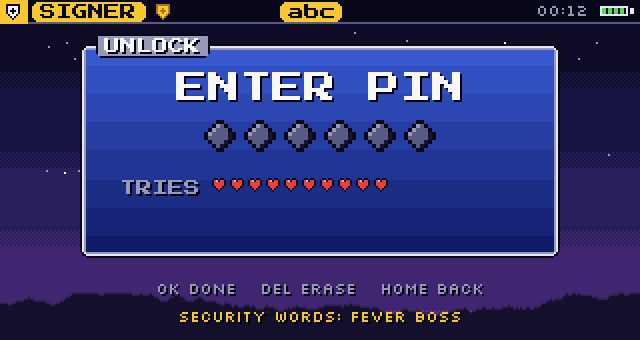 SIGNER abc 00:12
UNLOCK
ENTER PIN
TRIES
OK DONE DEL ERASE HOME BACK
SECURITY WORDS: FEVER BOSS